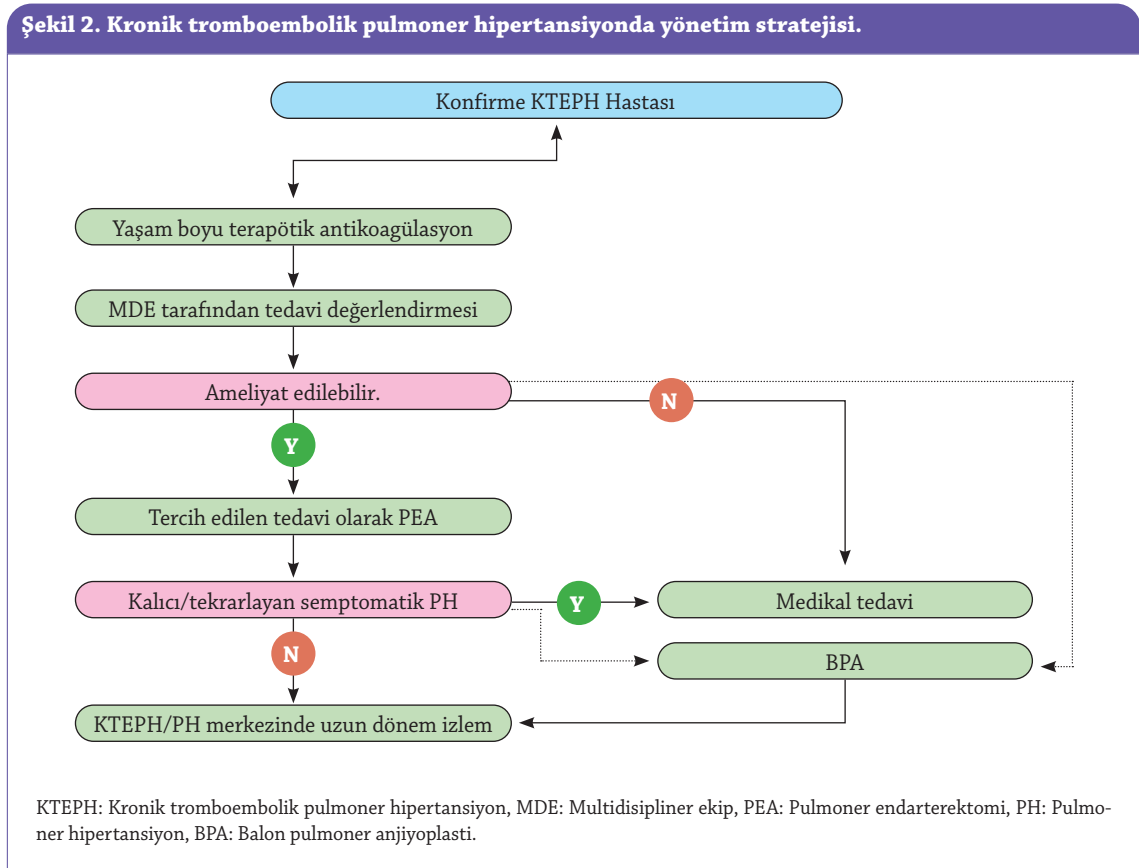 Şekil 2. Kronik tromboembolik pulmoner hipertansiyonda yönetim stratejisi.
Konfirme KTEPH Hastası
Yaşam boyu terapötik antikoagülasyon
MDE tarafından tedavi değerlendirmesi
Ameliyat edilebilir.
N
Y
Tercih edilen tedavi olarak PEA
Kalıcı/tekrarlayan semptomatik PH
Y
Medikal tedavi
N
BPA
KTEPH/PH merkezinde uzun dönem izlem
KTEPH: Kronik tromboembolik pulmoner hipertansiyon, MDE: Multidisipliner ekip, PEA: Pulmoner endarterektomi, PH: Pulmo-
ner hipertansiyon, BPA: Balon pulmoner anjiyoplasti.